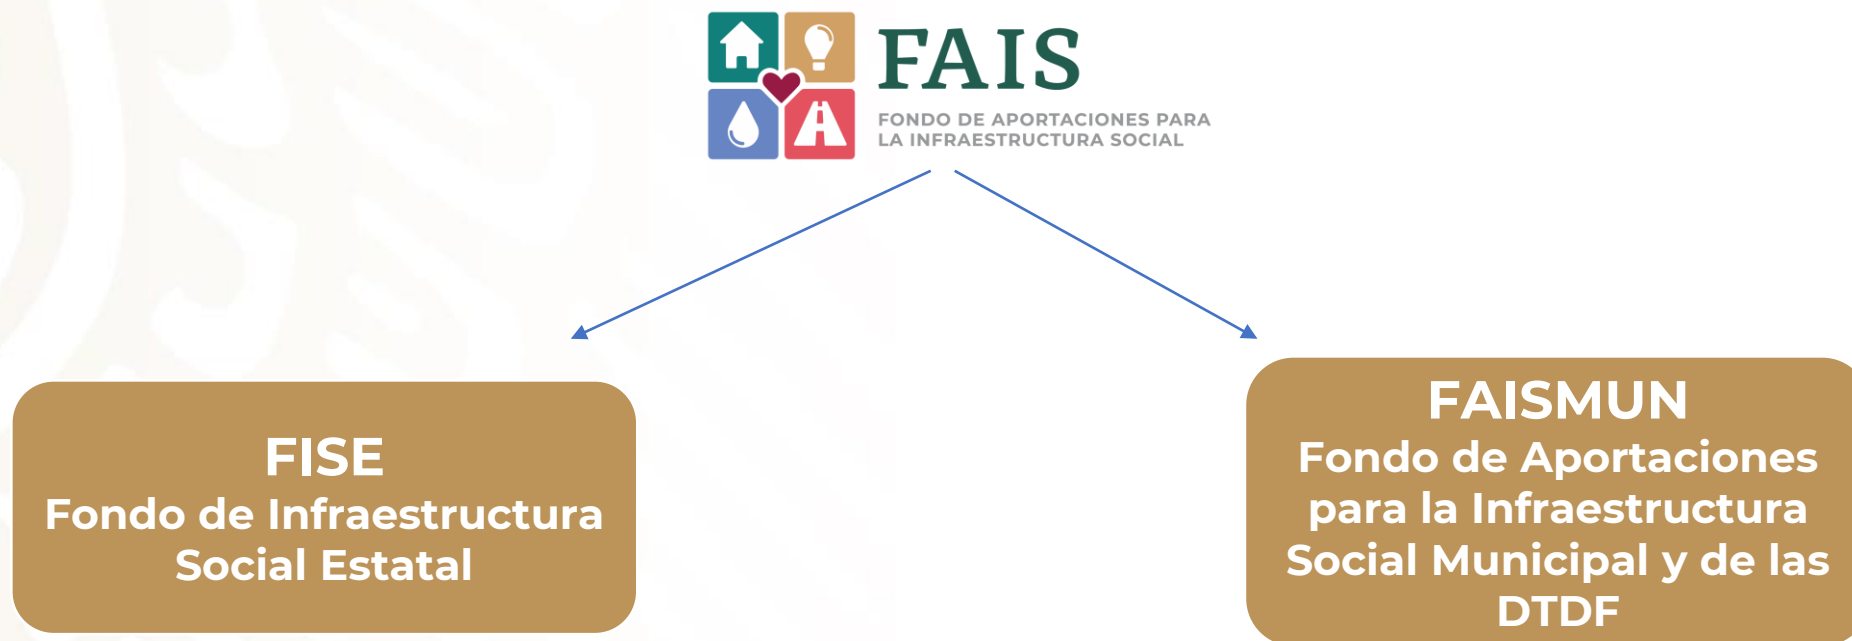 FAIS
FONDO DE APORTACIONES PARA
LA INFRAESTRUCTURA SOCIAL
FISE
Fondo de Infraestructura
Social Estatal
FAISMUN
Fondo de Aportaciones
para la Infraestructura
Social Municipal y de las
DTDF